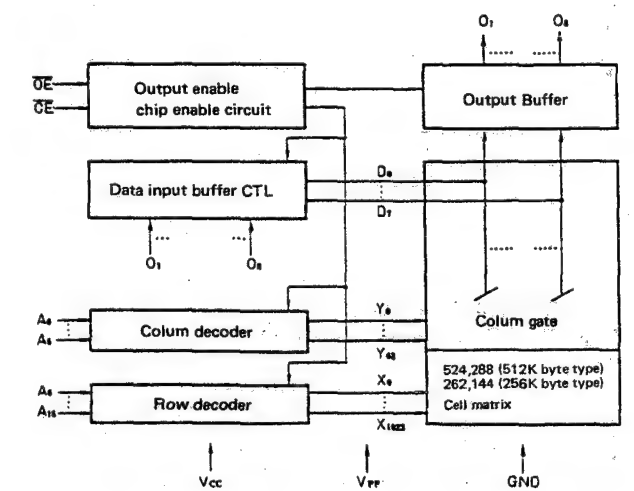 O₁ O₈
OE
CE
Output enable
chip enable circuit
Output Buffer
Data input buffer CTL
D₀
D₇
O₁ O₈
A₀
A₅
Colum decoder
Y₀
Y₆₃
Colum gate
A₆
A₁₅
Row decoder
X₀
X₁₀₂₃
524,288 (512K byte type)
262,144 (256K byte type)
Cell matrix
Vcc VPP GND